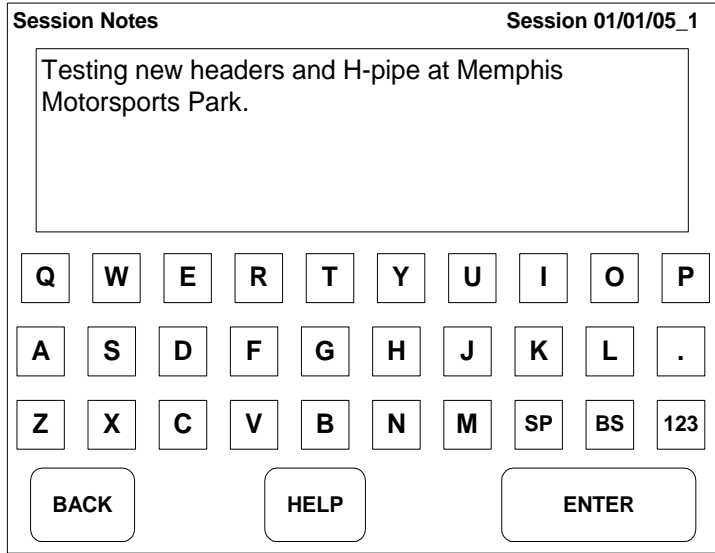 Session Notes Session 01/01/05_1
Testing new headers and H-pipe at Memphis
Motorsports Park.
Q W E R T Y U I O P
A S D F G H J K L .
Z X C V B N M SP BS 123
BACK HELP ENTER